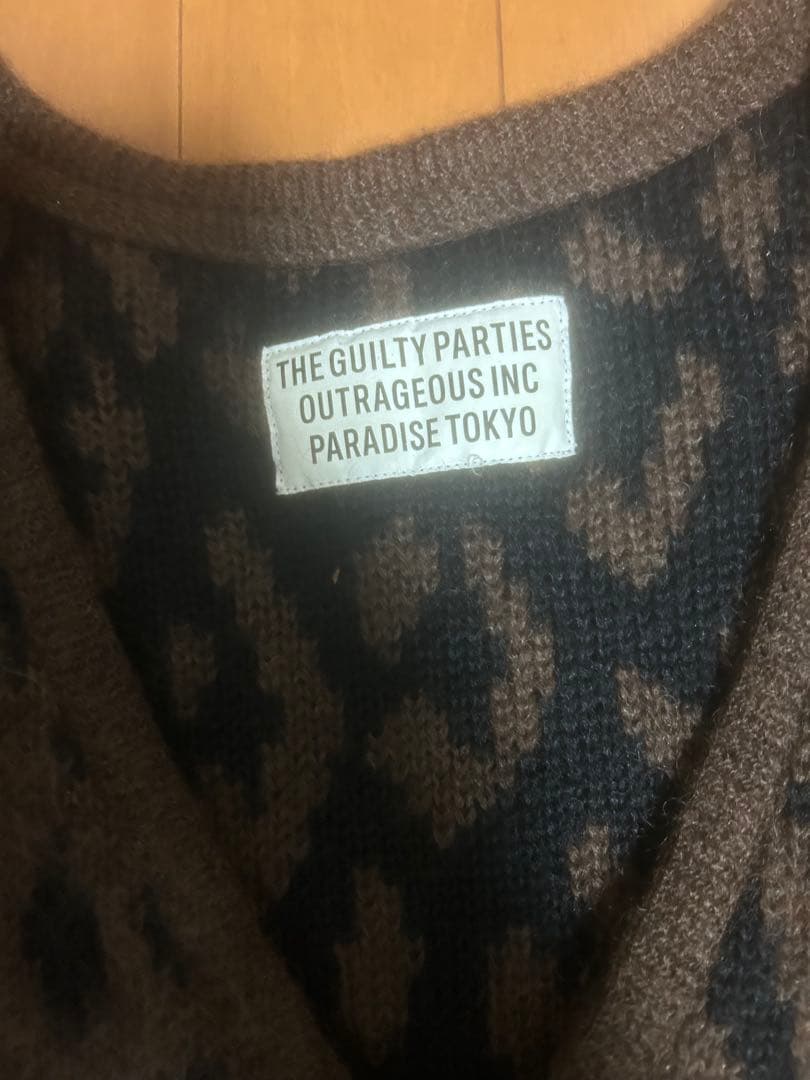 THE GUILTY PARTIES
OUTRAGEOUS INC
PARADISE TOKYO